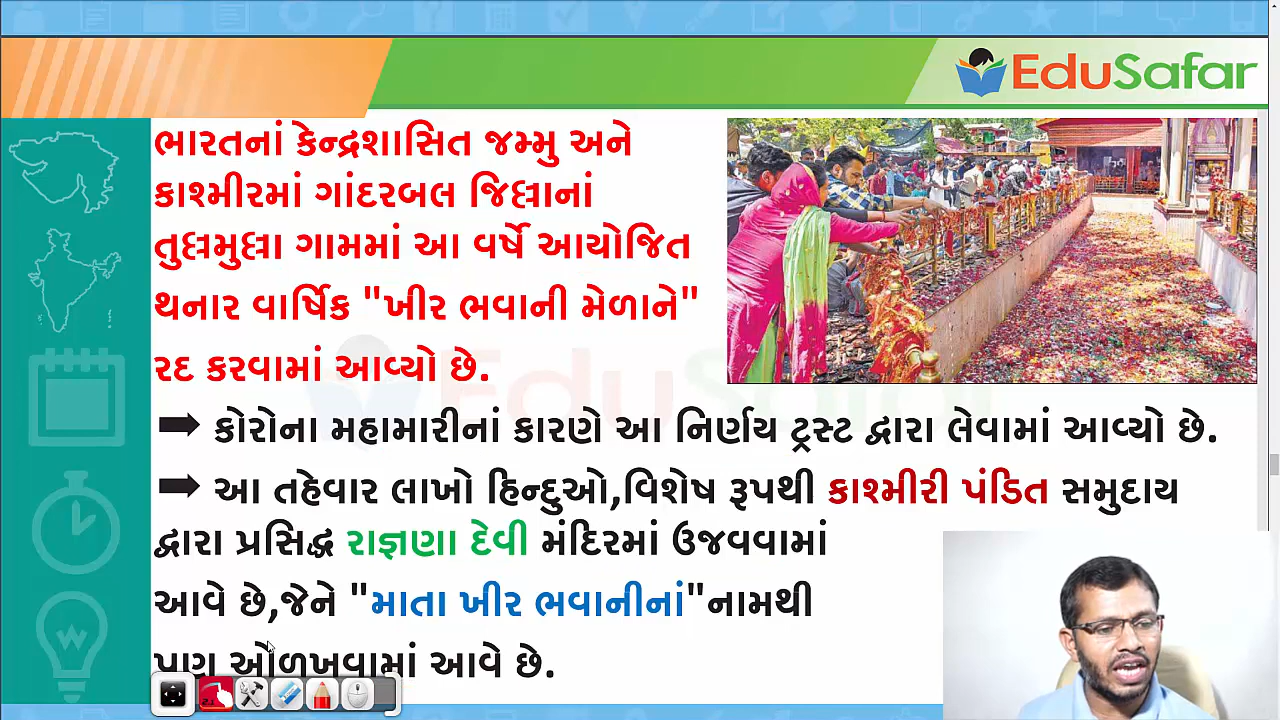 EduSafar
ભારતનાં કેન્દ્રશાસિત જમ્મુ અને
કાશ્મીરમાં ગાંદરબલ જિલ્લાનાં
તુલ્લમુલ્લા ગામમાં આ વર્ષે આયોજિત
થનાર વાર્ષિક "ખીર ભવાની મેળાને"
રદ કરવામાં આવ્યો છે.
➡ કોરોના મહામારીનાં કારણે આ નિર્ણય ટ્રસ્ટ દ્વારા લેવામાં આવ્યો છે.
➡ આ તહેવાર લાખો હિન્દુઓ,વિશેષ રૂપથી કાશ્મીરી પંડિત સમુદાય
દ્વારા પ્રસિદ્ધ રાજ્ઞણા દેવી મંદિરમાં ઉજવવામાં
આવે છે,જેને "માતા ખીર ભવાનીનાં"નામથી
પણ ઓળખવામાં આવે છે.